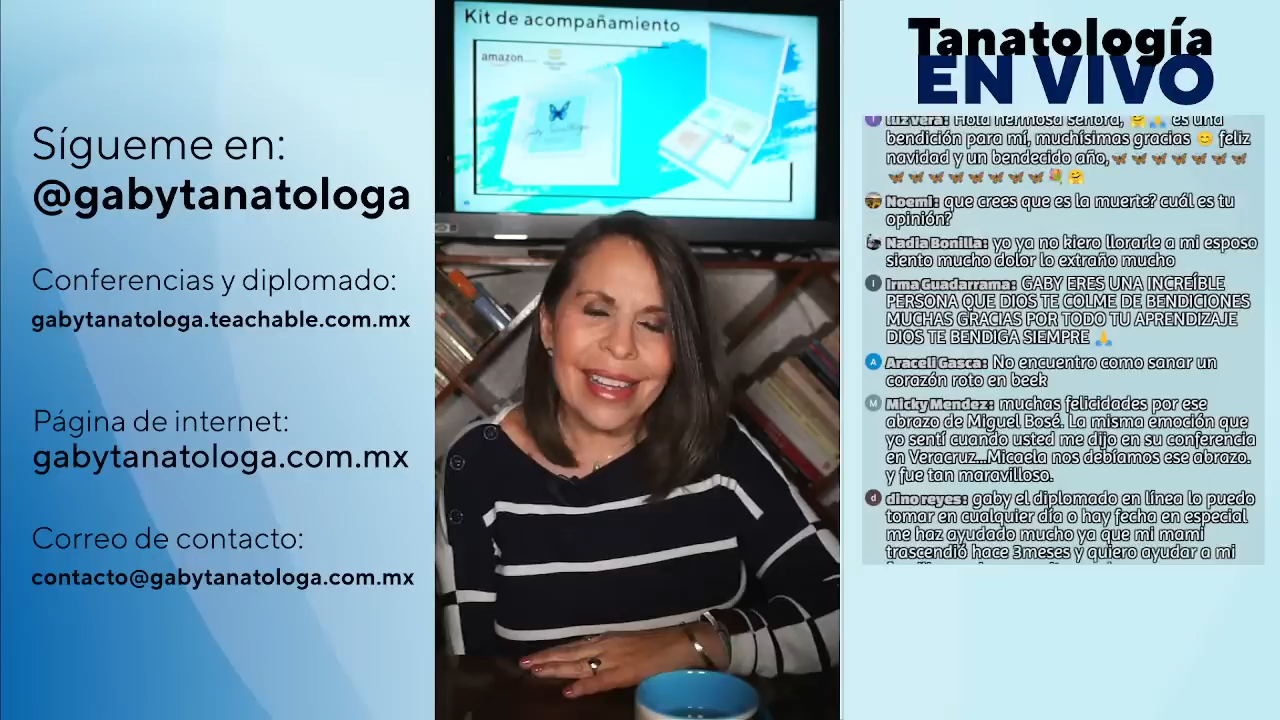 Sígueme en:
@gabytanatologa
Conferencias y diplomado:
gabytanatologa.teachable.com.mx
Página de internet:
gabytanatologa.com.mx
Correo de contacto:
contacto@gabytanatologa.com.mx
Kit de acompañamiento
amazon
Tanatología
EN VIVO
luz vera: Hola hermosa señora, 🤗🙏 es una
bendición para mí, muchísimas gracias 😊 feliz
navidad y un bendecido año,🦋🦋🦋🦋🦋🦋🦋
🦋🦋🦋🦋🦋🦋🦋🦋💐🤗
Noemi: que crees que es la muerte? cuál es tu
opinión?
Nadia Bonilla: yo ya no kiero llorarle a mi esposo
siento mucho dolor lo extraño mucho
Irma Guadarrama: GABY ERES UNA INCREÍBLE
PERSONA QUE DIOS TE COLME DE BENDICIONES
MUCHAS GRACIAS POR TODO TU APRENDIZAJE
DIOS TE BENDIGA SIEMPRE 🙏
Araceli Gasca: No encuentro como sanar un
corazón roto en beek
Micky Mendez: muchas felicidades por ese
abrazo de Miguel Bosé. La misma emoción que
yo sentí cuando usted me dijo en su conferencia
en Veracruz...Micaela nos debíamos ese abrazo.
y fue tan maravilloso.
dino reyes: gaby el diplomado en línea lo puedo
tomar en cualquier día o hay fecha en especial
me haz ayudado mucho ya que mi mami
trascendió hace 3meses y quiero ayudar a mi